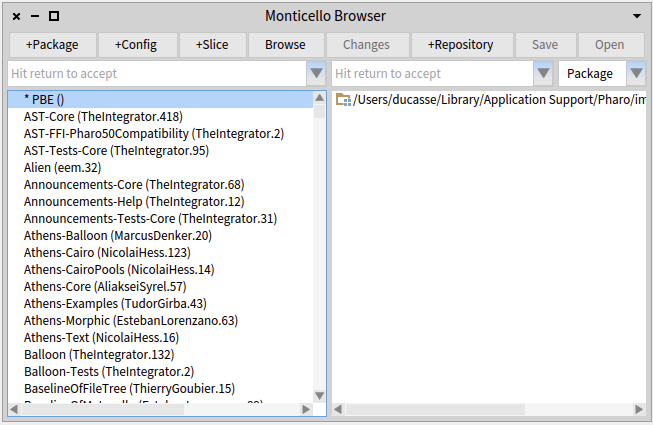 Monticello Browser
+Package +Config +Slice Browse Changes +Repository Save Open
Hit return to accept Hit return to accept Package
* PBE ()
/Users/ducasse/Library/Application Support/Pharo/im
AST-Core (TheIntegrator.418)
AST-FFI-Pharo50Compatibility (TheIntegrator.2)
AST-Tests-Core (TheIntegrator.95)
Alien (eem.32)
Announcements-Core (TheIntegrator.68)
Announcements-Help (TheIntegrator.12)
Announcements-Tests-Core (TheIntegrator.31)
Athens-Balloon (MarcusDenker.20)
Athens-Cairo (NicolaiHess.123)
Athens-CairoPools (NicolaiHess.14)
Athens-Core (AliakseiSyrel.57)
Athens-Examples (TudorGirba.43)
Athens-Morphic (EstebanLorenzano.63)
Athens-Text (NicolaiHess.16)
Balloon (TheIntegrator.132)
Balloon-Tests (TheIntegrator.2)
BaselineOfFileTree (ThierryGoubier.15)